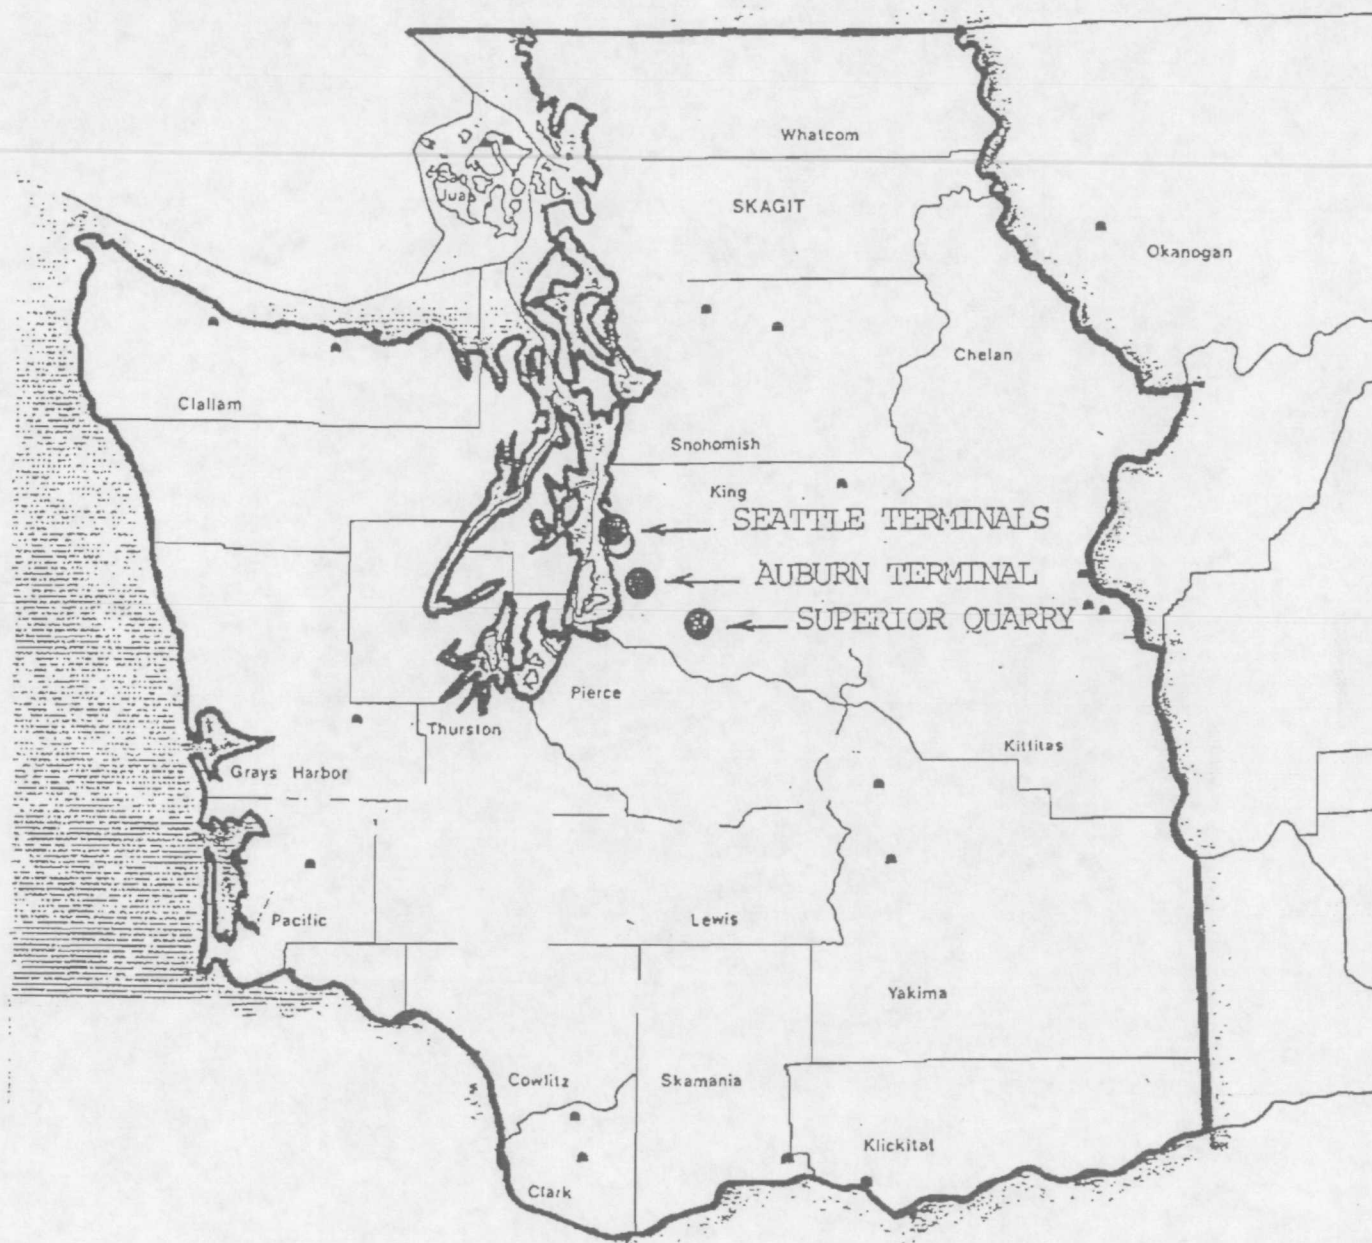 Whatcom
Juan
SKAGIT
Okanogan
Chelan
Clallam
Snohomish
King
SEATTLE TERMINALS
AUBURN TERMINAL
SUPERIOR QUARRY
Pierce
Thurston
Kittitas
Grays Harbor
Pacific
Lewis
Yakima
Cowlitz
Skamania
Klickitat
Clark